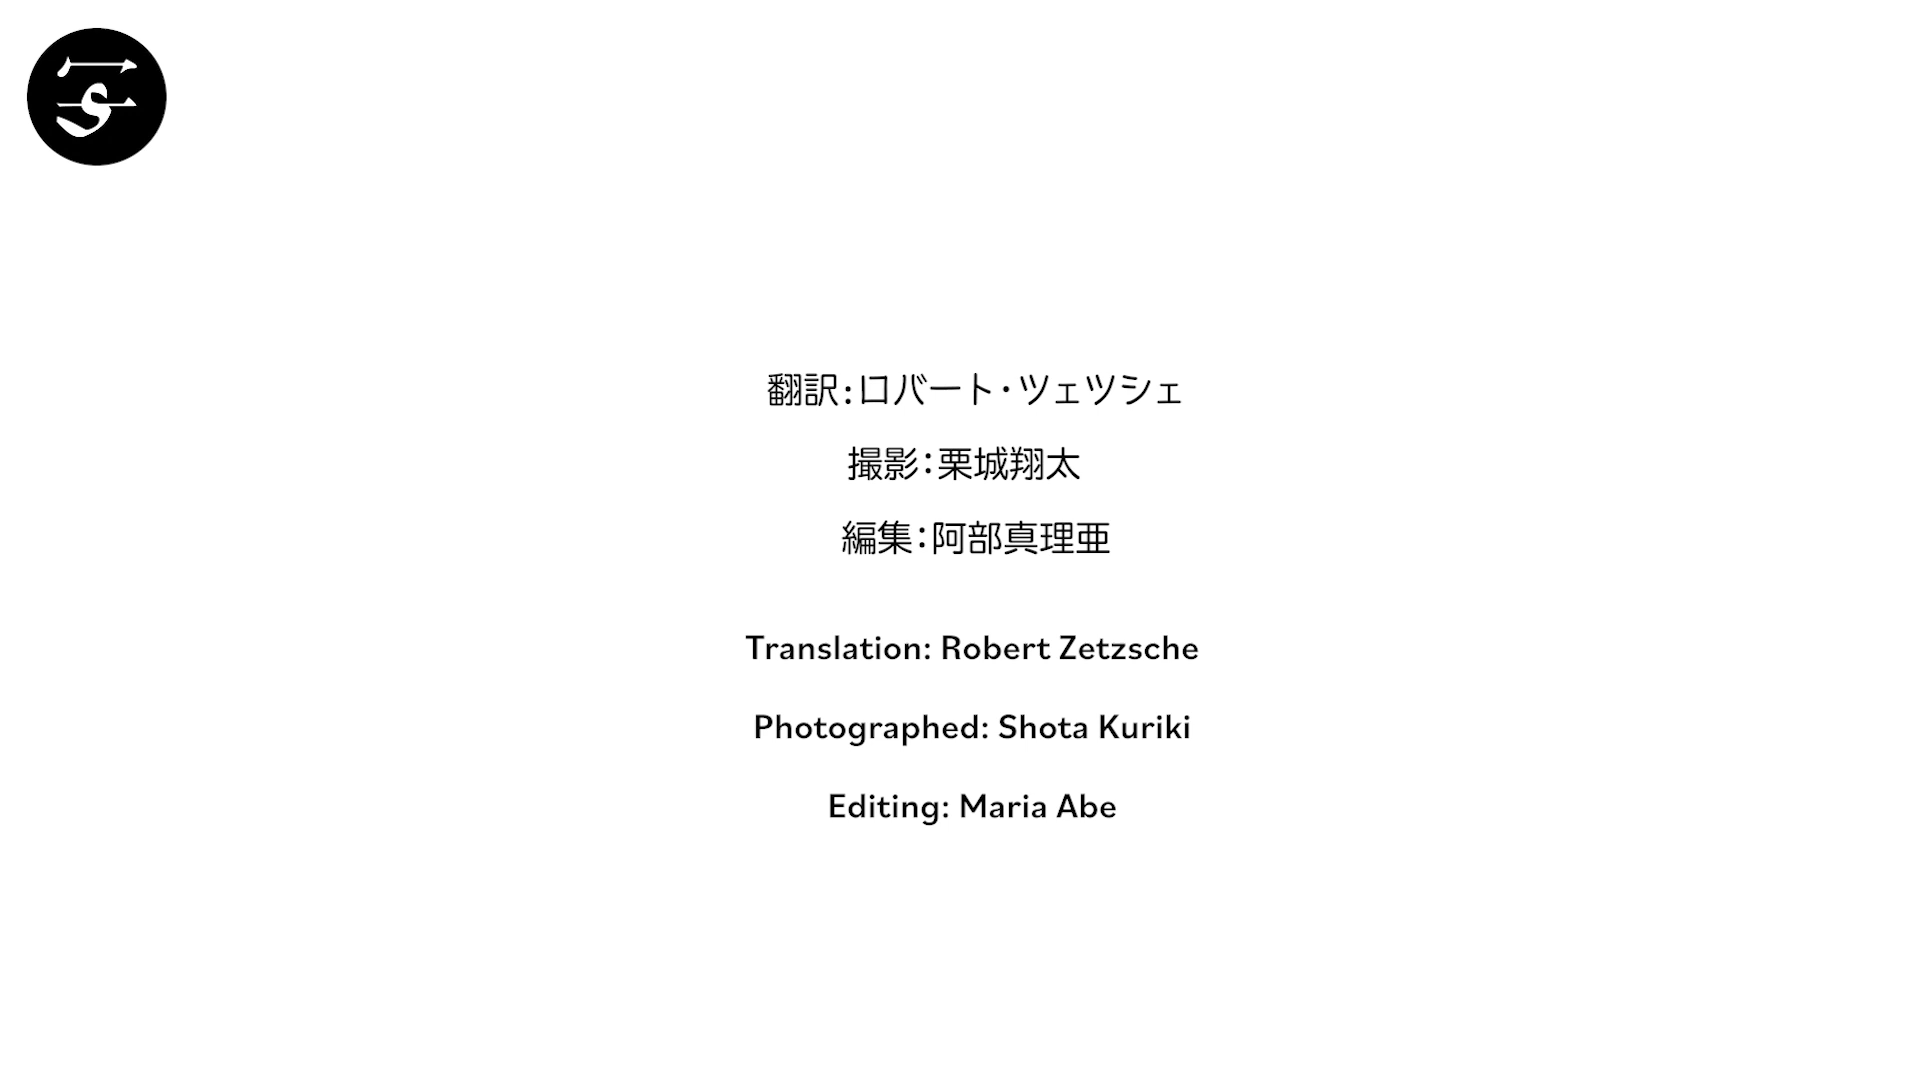 翻訳：ロバート・ツェツシェ
撮影：栗城翔太
編集：阿部真理亜
Translation: Robert Zetzsche
Photographed: Shota Kuriki
Editing: Maria Abe